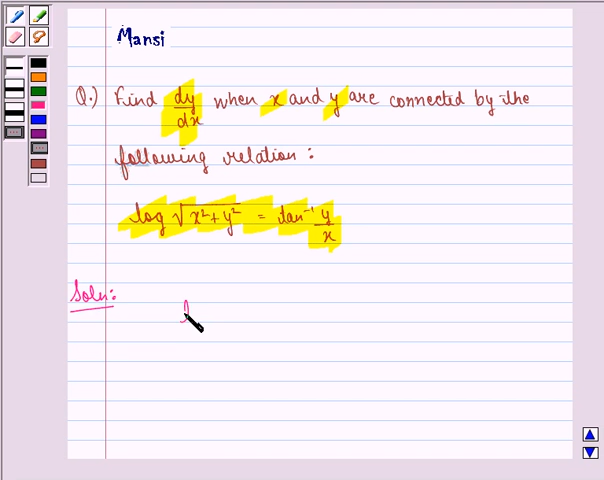 Mansi
Q.) Find dy/dx when x and y are connected by the
following relation:
log √x²+y² = tan⁻¹ y/x
Soln: